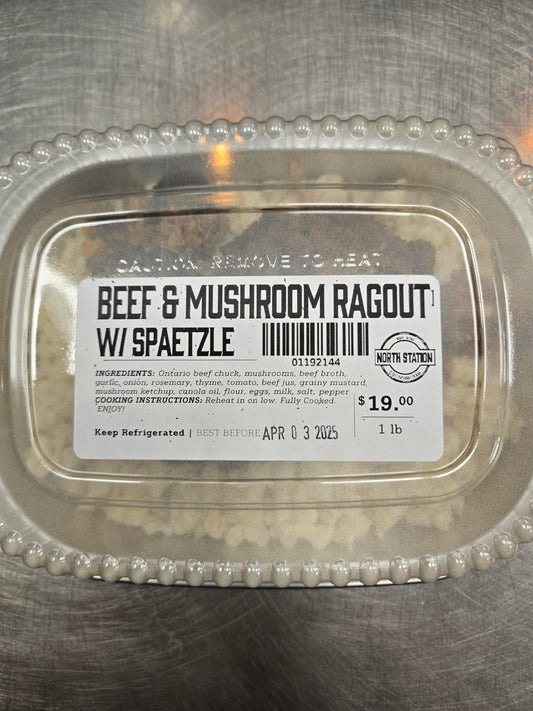 CAUTION: REMOVE TO HEAT
BEEF & MUSHROOM RAGOUT
W/ SPAETZLE
01192144
NORTH STATION
INGREDIENTS: Ontario beef chuck, mushrooms, beef broth,
garlic, onion, rosemary, thyme, tomato, beef jus, grainy mustard,
mushroom ketchup, canola oil, flour, eggs, milk, salt, pepper
COOKING INSTRUCTIONS: Reheat in on low. Fully Cooked.
ENJOY!
$19.00
Keep Refrigerated | BEST BEFORE APR 03 2025
1 lb